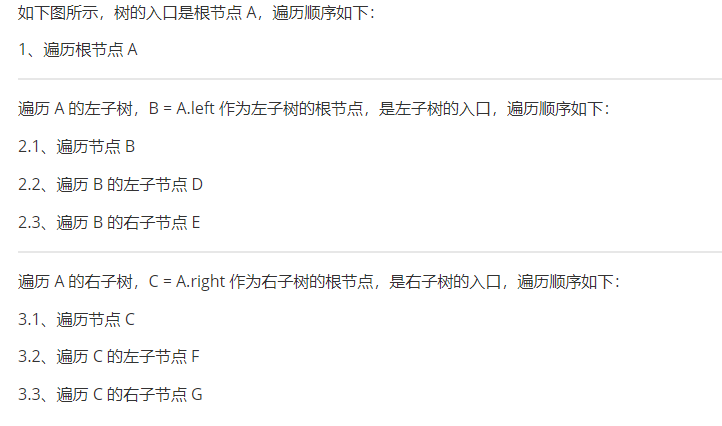 如下图所示，树的入口是根节点 A，遍历顺序如下：
1、遍历根节点 A
遍历 A 的左子树，B = A.left 作为左子树的根节点，是左子树的入口，遍历顺序如下：
2.1、遍历节点 B
2.2、遍历 B 的左子节点 D
2.3、遍历 B 的右子节点 E
遍历 A 的右子树，C = A.right 作为右子树的根节点，是右子树的入口，遍历顺序如下：
3.1、遍历节点 C
3.2、遍历 C 的左子节点 F
3.3、遍历 C 的右子节点 G